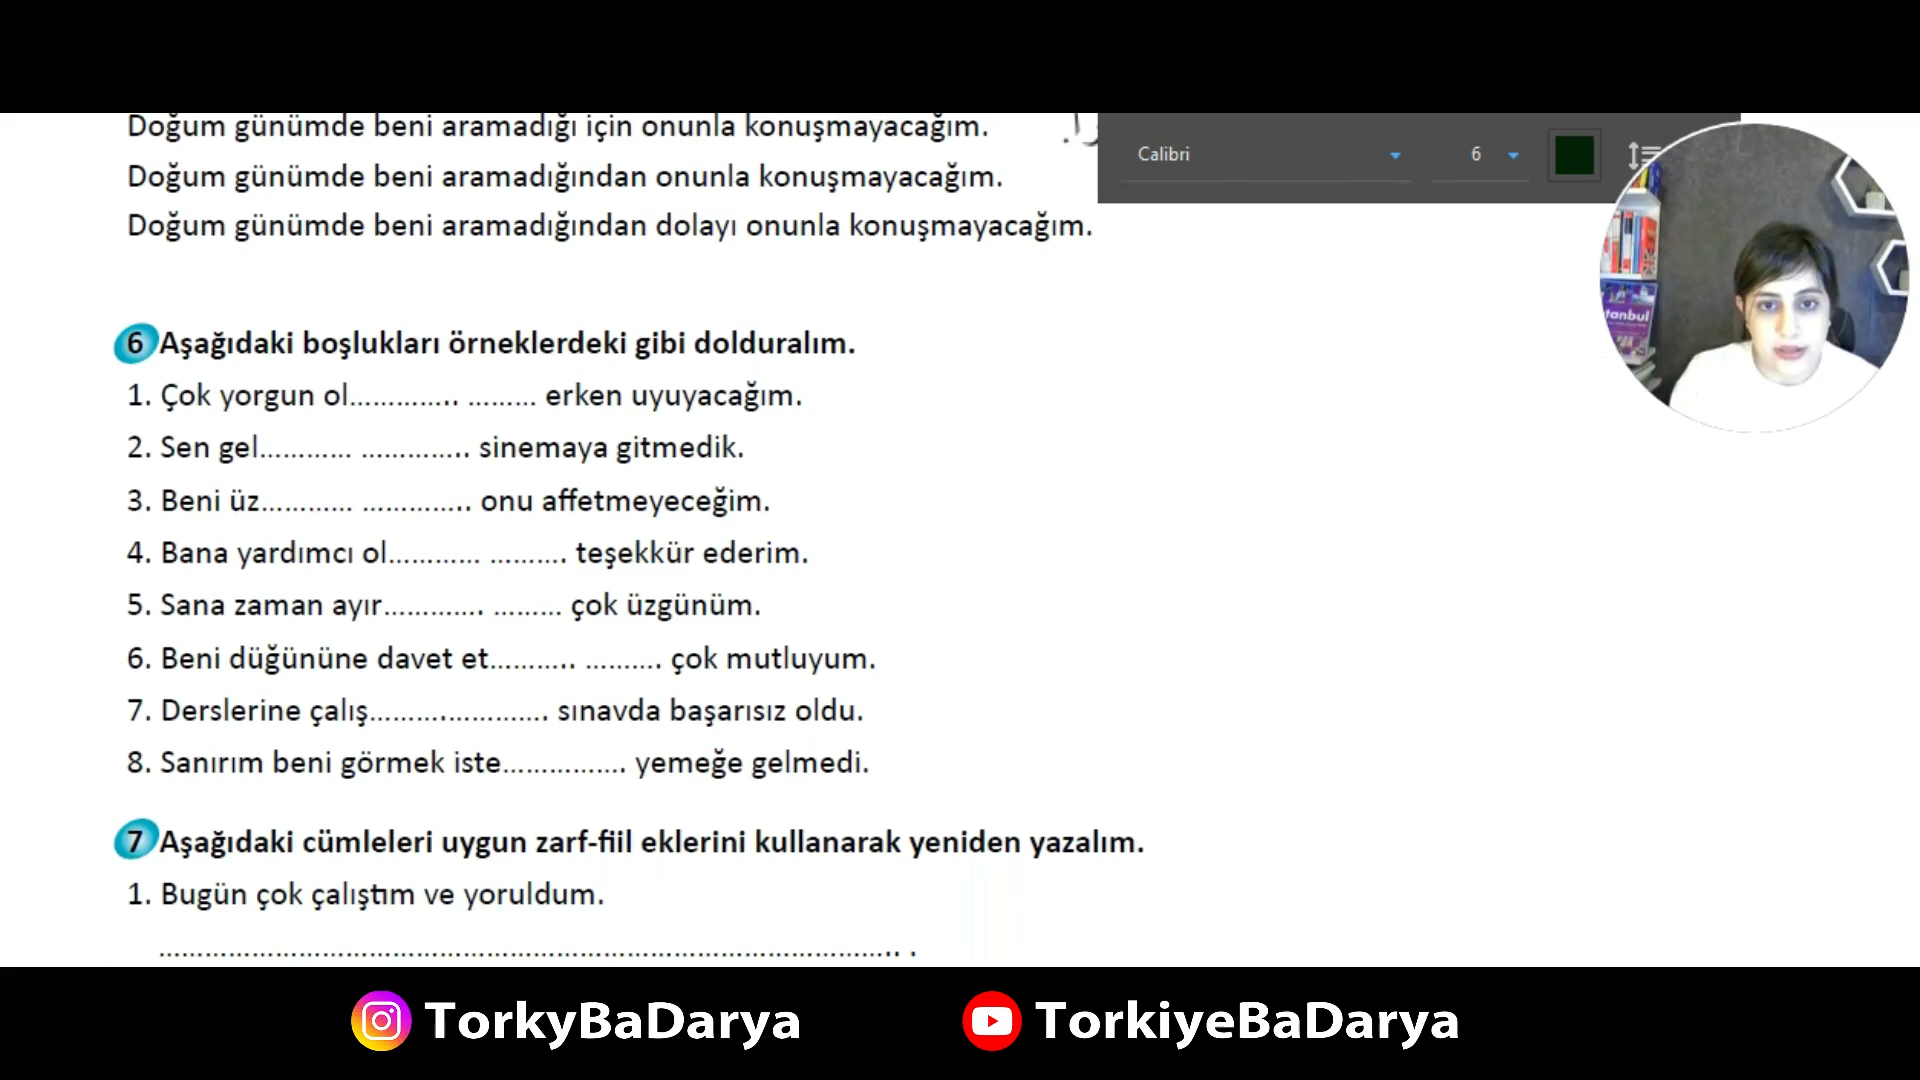 Doğum günümde beni aramadığı için onunla konuşmayacağım.
Doğum günümde beni aramadığından onunla konuşmayacağım.
Doğum günümde beni aramadığından dolayı onunla konuşmayacağım.
Calibri 6
tanbul
6 Aşağıdaki boşlukları örneklerdeki gibi dolduralım.
1. Çok yorgun ol.............. ......... erken uyuyacağım.
2. Sen gel............ .............. sinemaya gitmedik.
3. Beni üz............ .............. onu affetmeyeceğim.
4. Bana yardımcı ol............ .......... teşekkür ederim.
5. Sana zaman ayır............. ......... çok üzgünüm.
6. Beni düğününe davet et........... .......... çok mutluyum.
7. Derslerine çalış....................... sınavda başarısız oldu.
8. Sanırım beni görmek iste................ yemeğe gelmedi.
7 Aşağıdaki cümleleri uygun zarf-fiil eklerini kullanarak yeniden yazalım.
1. Bugün çok çalıştım ve yoruldum.
................................................................................................ .
TorkyBaDarya
TorkiyeBaDarya